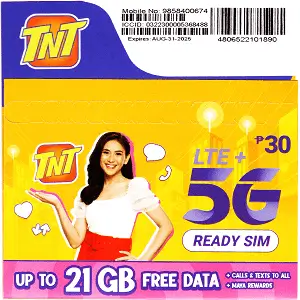 TNT
Mobile No: 9858400674
ICCID: 0322300005368488
Expires: AUG-31-2025
4806522101890
TNT
LTE +
₱30
5G
READY SIM
UP TO 21 GB FREE DATA
+ CALLS & TEXTS TO ALL
+ MAYA REWARDS